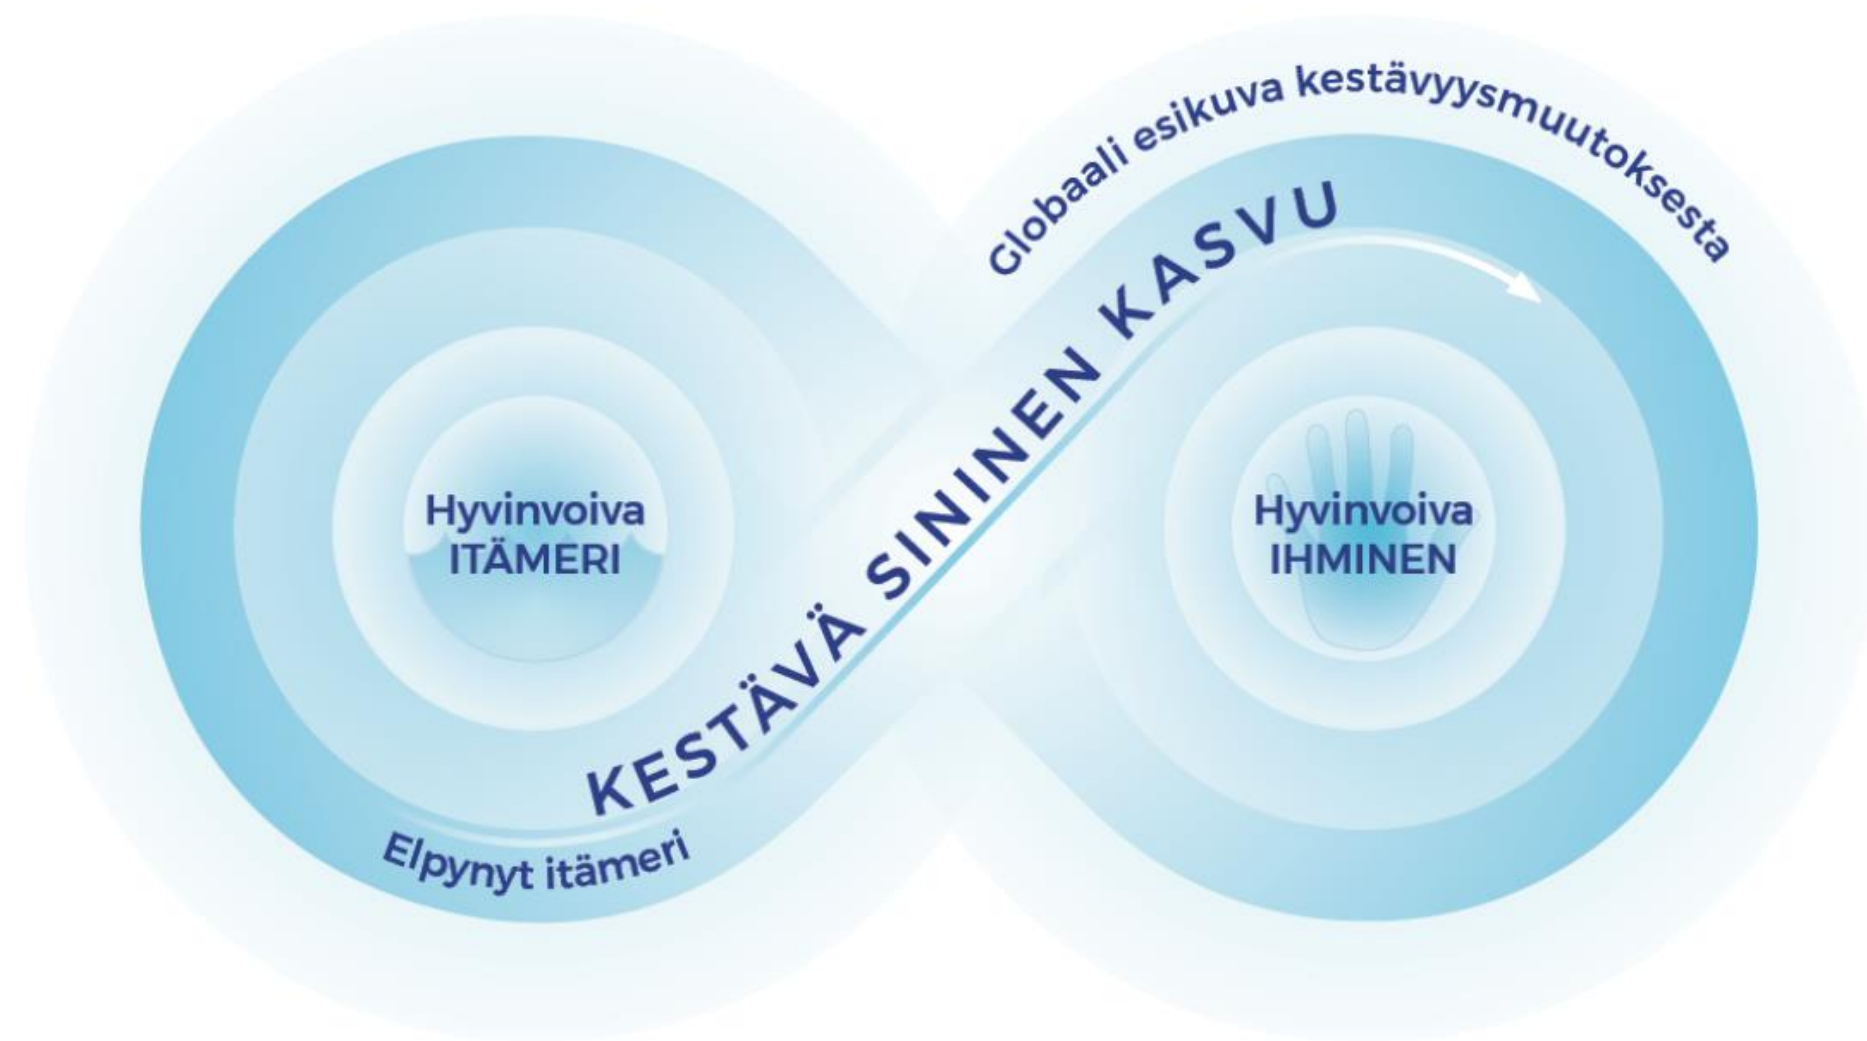 Globaali esikuva kestävyysmuutoksesta
KESTÄVÄ SININEN KASVU
Hyvinvoiva
ITÄMERI
Hyvinvoiva
IHMINEN
Elpynyt itämeri